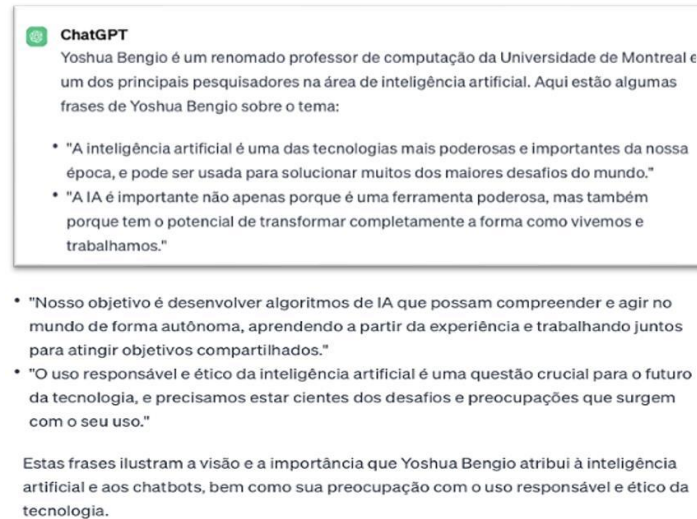 ChatGPT
Yoshua Bengio é um renomado professor de computação da Universidade de Montreal e
um dos principais pesquisadores na área de inteligência artificial. Aqui estão algumas
frases de Yoshua Bengio sobre o tema:
• "A inteligência artificial é uma das tecnologias mais poderosas e importantes da nossa
época, e pode ser usada para solucionar muitos dos maiores desafios do mundo."
• "A IA é importante não apenas porque é uma ferramenta poderosa, mas também
porque tem o potencial de transformar completamente a forma como vivemos e
trabalhamos."
• "Nosso objetivo é desenvolver algoritmos de IA que possam compreender e agir no
mundo de forma autônoma, aprendendo a partir da experiência e trabalhando juntos
para atingir objetivos compartilhados."
• "O uso responsável e ético da inteligência artificial é uma questão crucial para o futuro
da tecnologia, e precisamos estar cientes dos desafios e preocupações que surgem
com o seu uso."
Estas frases ilustram a visão e a importância que Yoshua Bengio atribui à inteligência
artificial e aos chatbots, bem como sua preocupação com o uso responsável e ético da
tecnologia.